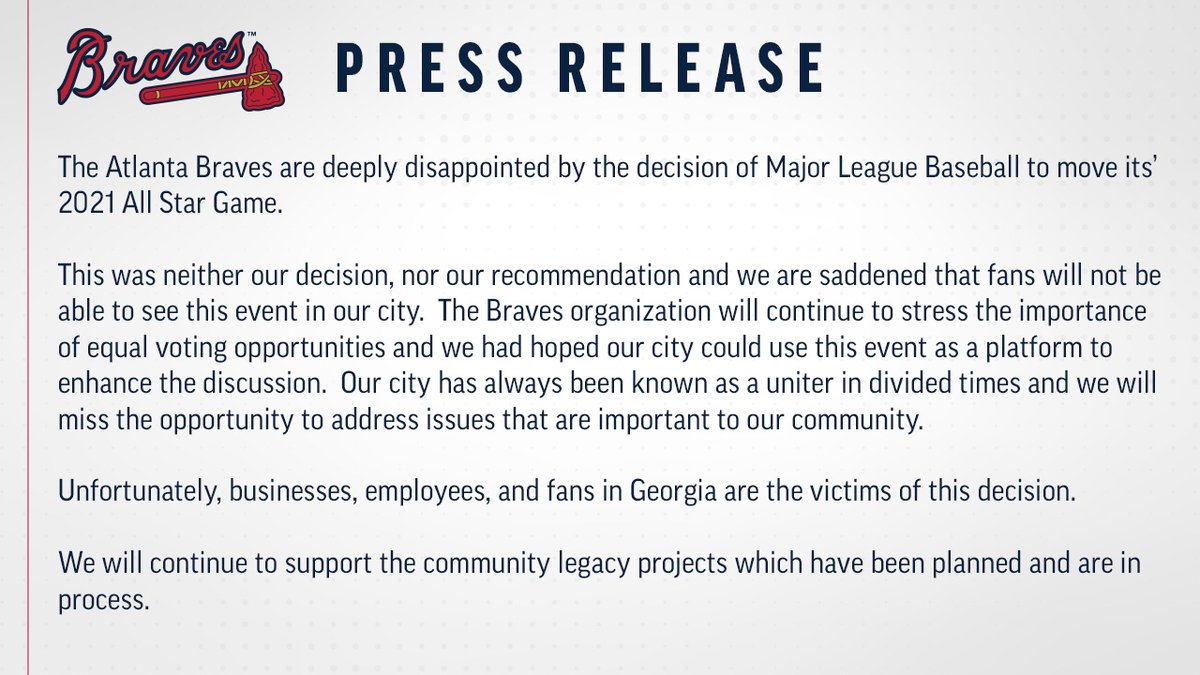 Braves™
PRESS RELEASE
The Atlanta Braves are deeply disappointed by the decision of Major League Baseball to move its’
2021 All Star Game.
This was neither our decision, nor our recommendation and we are saddened that fans will not be
able to see this event in our city.  The Braves organization will continue to stress the importance
of equal voting opportunities and we had hoped our city could use this event as a platform to
enhance the discussion.  Our city has always been known as a uniter in divided times and we will
miss the opportunity to address issues that are important to our community.
Unfortunately, businesses, employees, and fans in Georgia are the victims of this decision.
We will continue to support the community legacy projects which have been planned and are in
process.